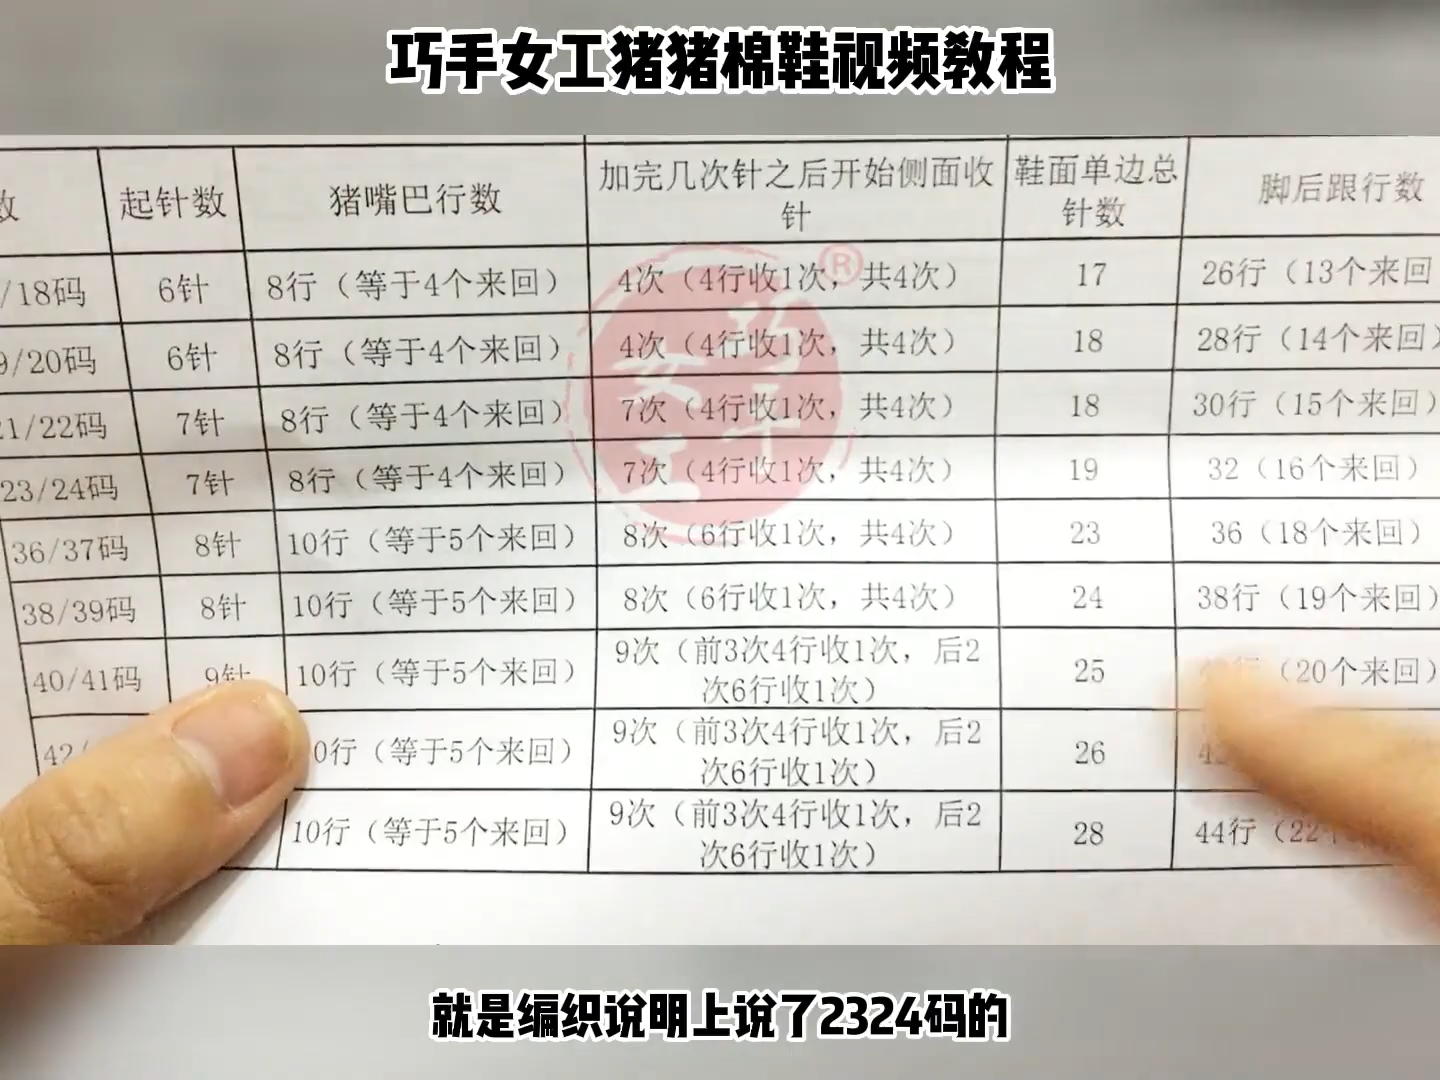 巧手女工猪猪棉鞋视频教程
数 起针数 猪嘴巴行数 加完几次针之后开始侧面收 鞋面单边总 脚后跟行数
针 针数
/18码 6针 8行（等于4个来回） 4次（4行收1次，共4次） 17 26行（13个来回
9/20码 6针 8行（等于4个来回） 4次（4行收1次，共4次） 18 28行（14个来回）
21/22码 7针 8行（等于4个来回） 7次（4行收1次，共4次） 18 30行（15个来回）
23/24码 7针 8行（等于4个来回） 7次（4行收1次，共4次） 19 32（16个来回）
36/37码 8针 10行（等于5个来回） 8次（6行收1次，共4次） 23 36（18个来回）
38/39码 8针 10行（等于5个来回） 8次（6行收1次，共4次） 24 38行（19个来回）
40/41码 9针 10行（等于5个来回） 9次（前3次4行收1次，后2 25 （20个来回）
次6行收1次）
42/ 0行（等于5个来回） 9次（前3次4行收1次，后2 26
次6行收1次）
10行（等于5个来回） 9次（前3次4行收1次，后2 28 44行（22
次6行收1次）
巧手女工®
就是编织说明上说了2324码的